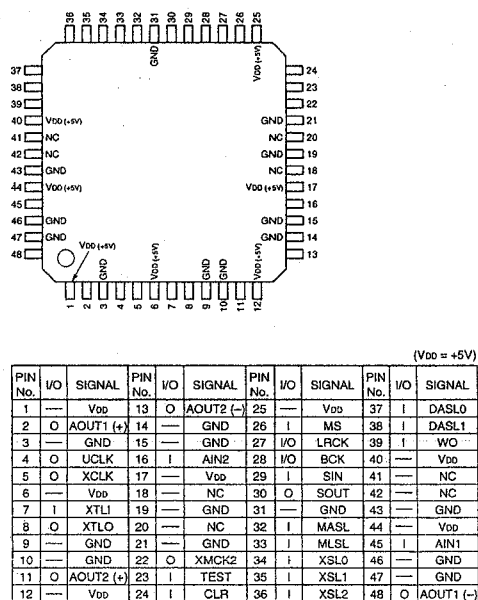 36 35 34 33 32 31 30 29 28 27 26 25
GND VDD (+5V)
37 24
38 23
39 22
40 VDD (+5V) GND 21
41 NC NC 20
42 NC GND 19
43 GND NC 18
44 VDD (+5V) VDD (+5V) 17
45 16
46 GND GND 15
47 GND GND 14
48 VDD (+5V) 13
GND VDD (+5V) GND GND VDD (+5V)
1 2 3 4 5 6 7 8 9 10 11 12
(VDD = +5V)
PIN No. I/O SIGNAL PIN No. I/O SIGNAL PIN No. I/O SIGNAL PIN No. I/O SIGNAL
1 — VDD 13 O AOUT2 (–) 25 — VDD 37 I DASL0
2 O AOUT1 (+) 14 — GND 26 I MS 38 I DASL1
3 — GND 15 — GND 27 I/O LRCK 39 I WO
4 O UCLK 16 I AIN2 28 I/O BCK 40 — VDD
5 O XCLK 17 — VDD 29 I SIN 41 — NC
6 — VDD 18 — NC 30 O SOUT 42 — NC
7 I XTLI 19 — GND 31 — GND 43 — GND
8 O XTLO 20 — NC 32 I MASL 44 — VDD
9 — GND 21 — GND 33 I MLSL 45 I AIN1
10 — GND 22 O XMCK2 34 I XSL0 46 — GND
11 O AOUT2 (+) 23 I TEST 35 I XSL1 47 — GND
12 — VDD 24 I CLR 36 I XSL2 48 O AOUT1 (–)